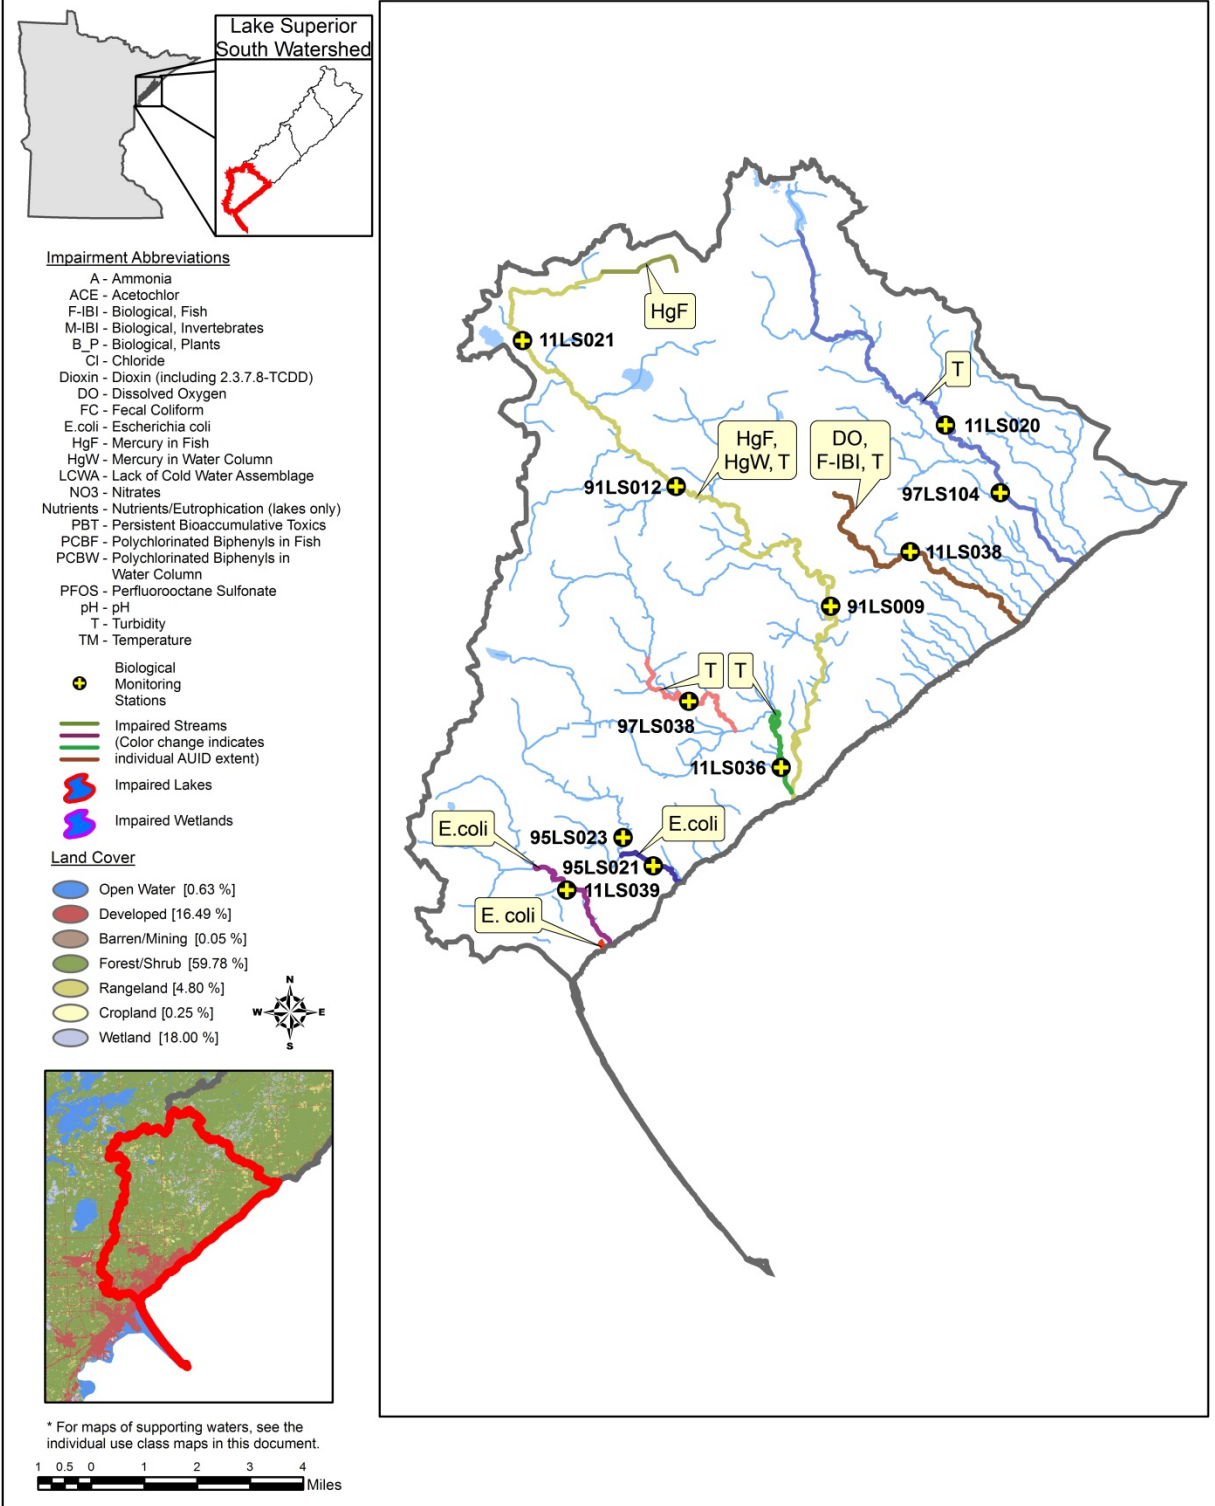 Lake Superior
South Watershed
Impairment Abbreviations
A - Ammonia
ACE - Acetochlor
F-IBI - Biological, Fish
M-IBI - Biological, Invertebrates
B_P - Biological, Plants
Cl - Chloride
Dioxin - Dioxin (including 2.3.7.8-TCDD)
DO - Dissolved Oxygen
FC - Fecal Coliform
E.coli - Escherichia coli
HgF - Mercury in Fish
HgW - Mercury in Water Column
LCWA - Lack of Cold Water Assemblage
NO3 - Nitrates
Nutrients - Nutrients/Eutrophication (lakes only)
PBT - Persistent Bioaccumulative Toxics
PCBF - Polychlorinated Biphenyls in Fish
PCBW - Polychlorinated Biphenyls in
Water Column
PFOS - Perfluorooctane Sulfonate
pH - pH
T - Turbidity
TM - Temperature
Biological
Monitoring
Stations
Impaired Streams
(Color change indicates
individual AUID extent)
Impaired Lakes
Impaired Wetlands
Land Cover
Open Water [0.63 %]
Developed [16.49 %]
Barren/Mining [0.05 %]
Forest/Shrub [59.78 %]
Rangeland [4.80 %]
Cropland [0.25 %]
Wetland [18.00 %]
N
W E
S
* For maps of supporting waters, see the
individual use class maps in this document.
1 0.5 0 1 2 3 4
Miles
HgF
11LS021
T
11LS020
HgF,
HgW, T
DO,
F-IBI, T
91LS012
97LS104
11LS038
91LS009
T
T
97LS038
11LS036
E.coli
95LS023
E.coli
95LS021
11LS039
E. coli